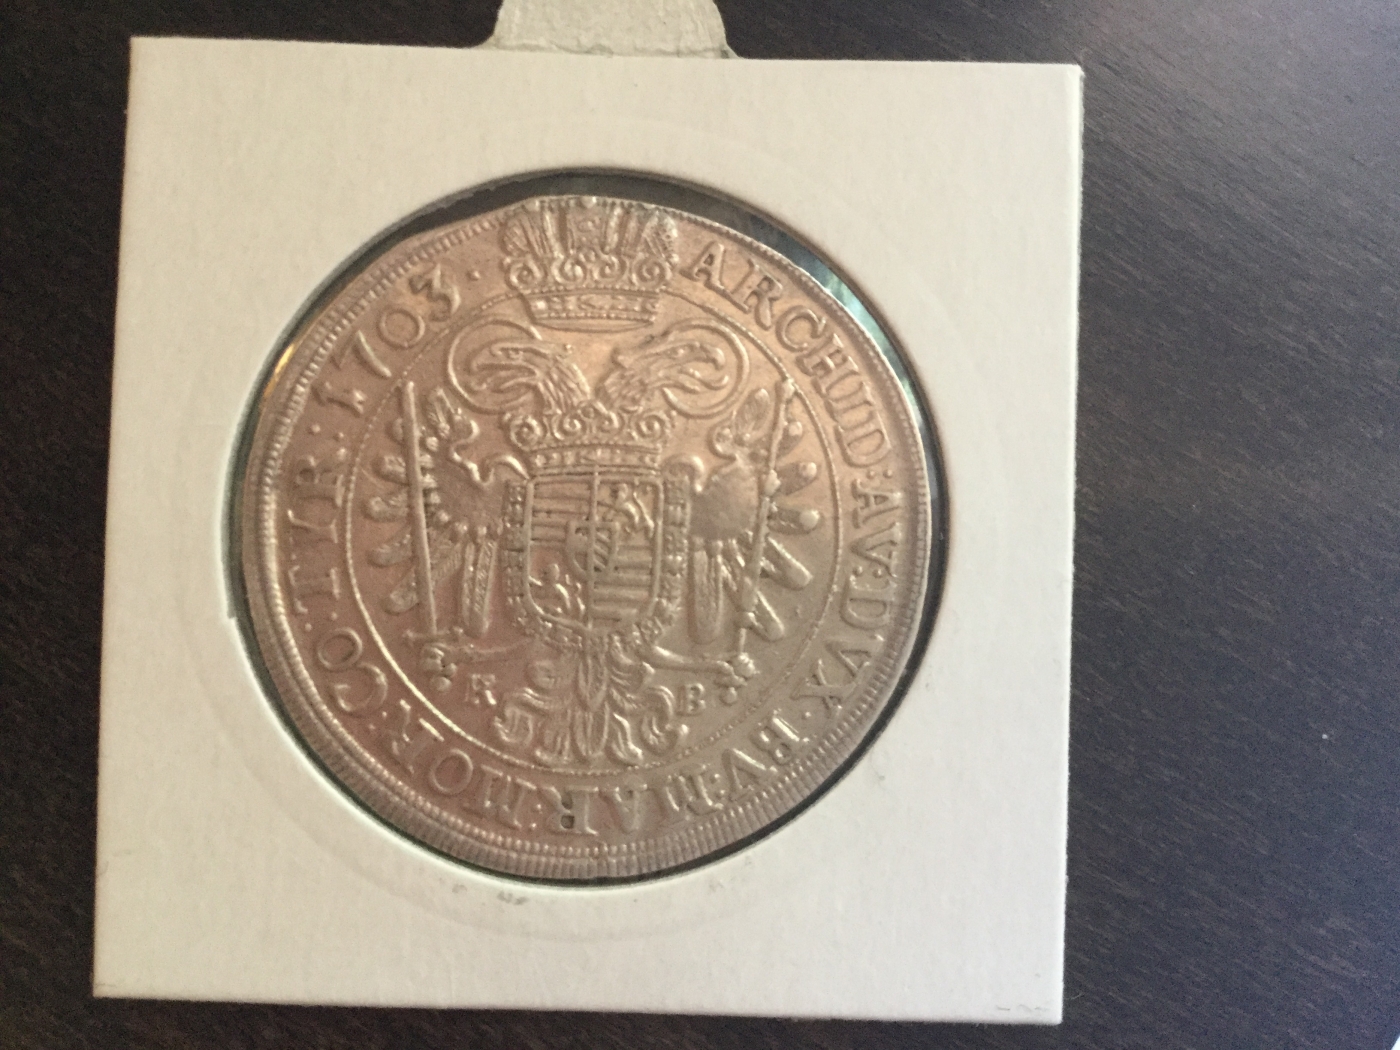 ARCHID: AV: DVX · BV: MAR: MOR: CO: TYR · 1703 ·
K B